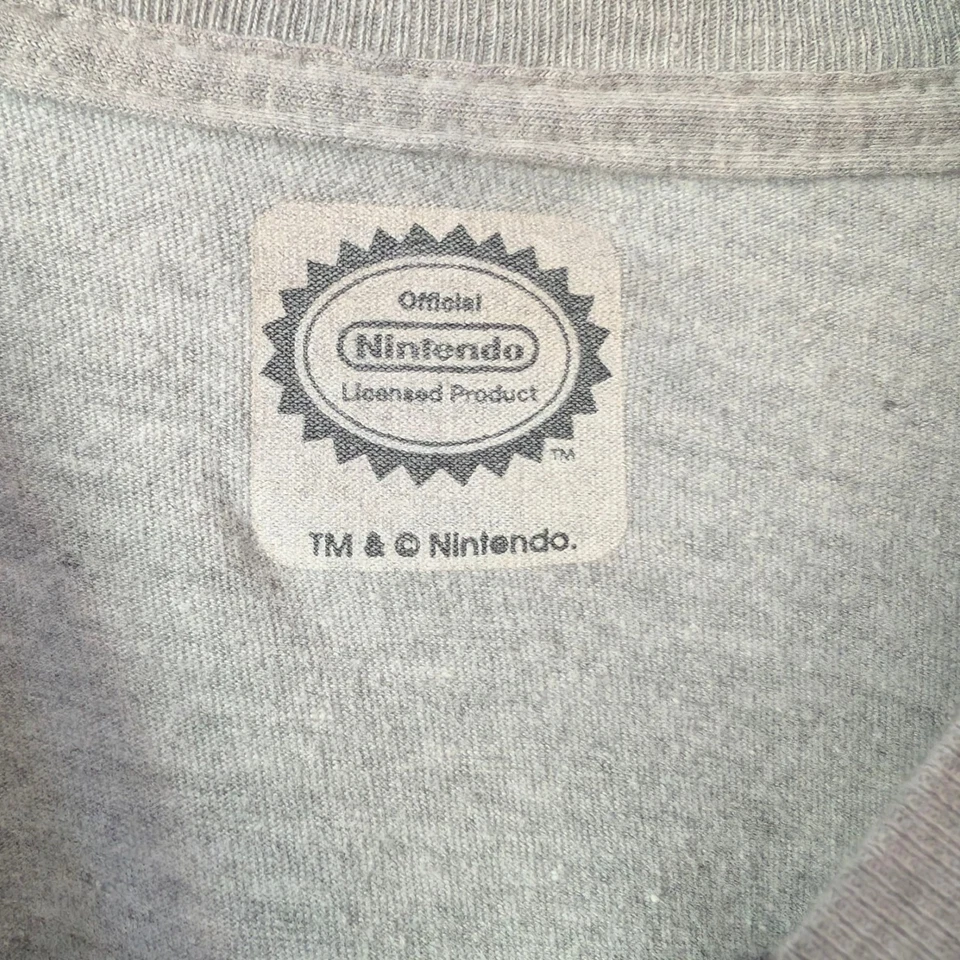 Official
Nintendo
Licensed Product
TM
TM & © Nintendo.